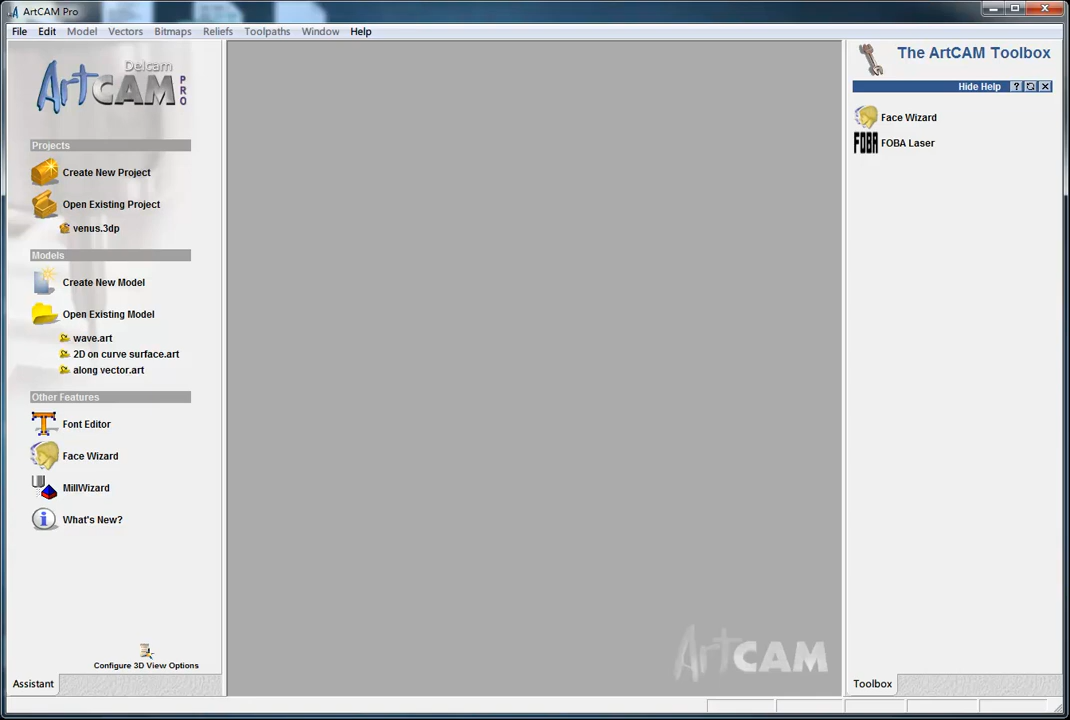 ArtCAM Pro
File Edit Model Vectors Bitmaps Reliefs Toolpaths Window Help
Delcam
ArtCAM PRO
Projects
Create New Project
Open Existing Project
venus.3dp
Models
Create New Model
Open Existing Model
wave.art
2D on curve surface.art
along vector.art
Other Features
Font Editor
Face Wizard
MillWizard
What's New?
Configure 3D View Options
Assistant
ArtCAM
The ArtCAM Toolbox
Hide Help ?
Face Wizard
FOBA FOBA Laser
Toolbox